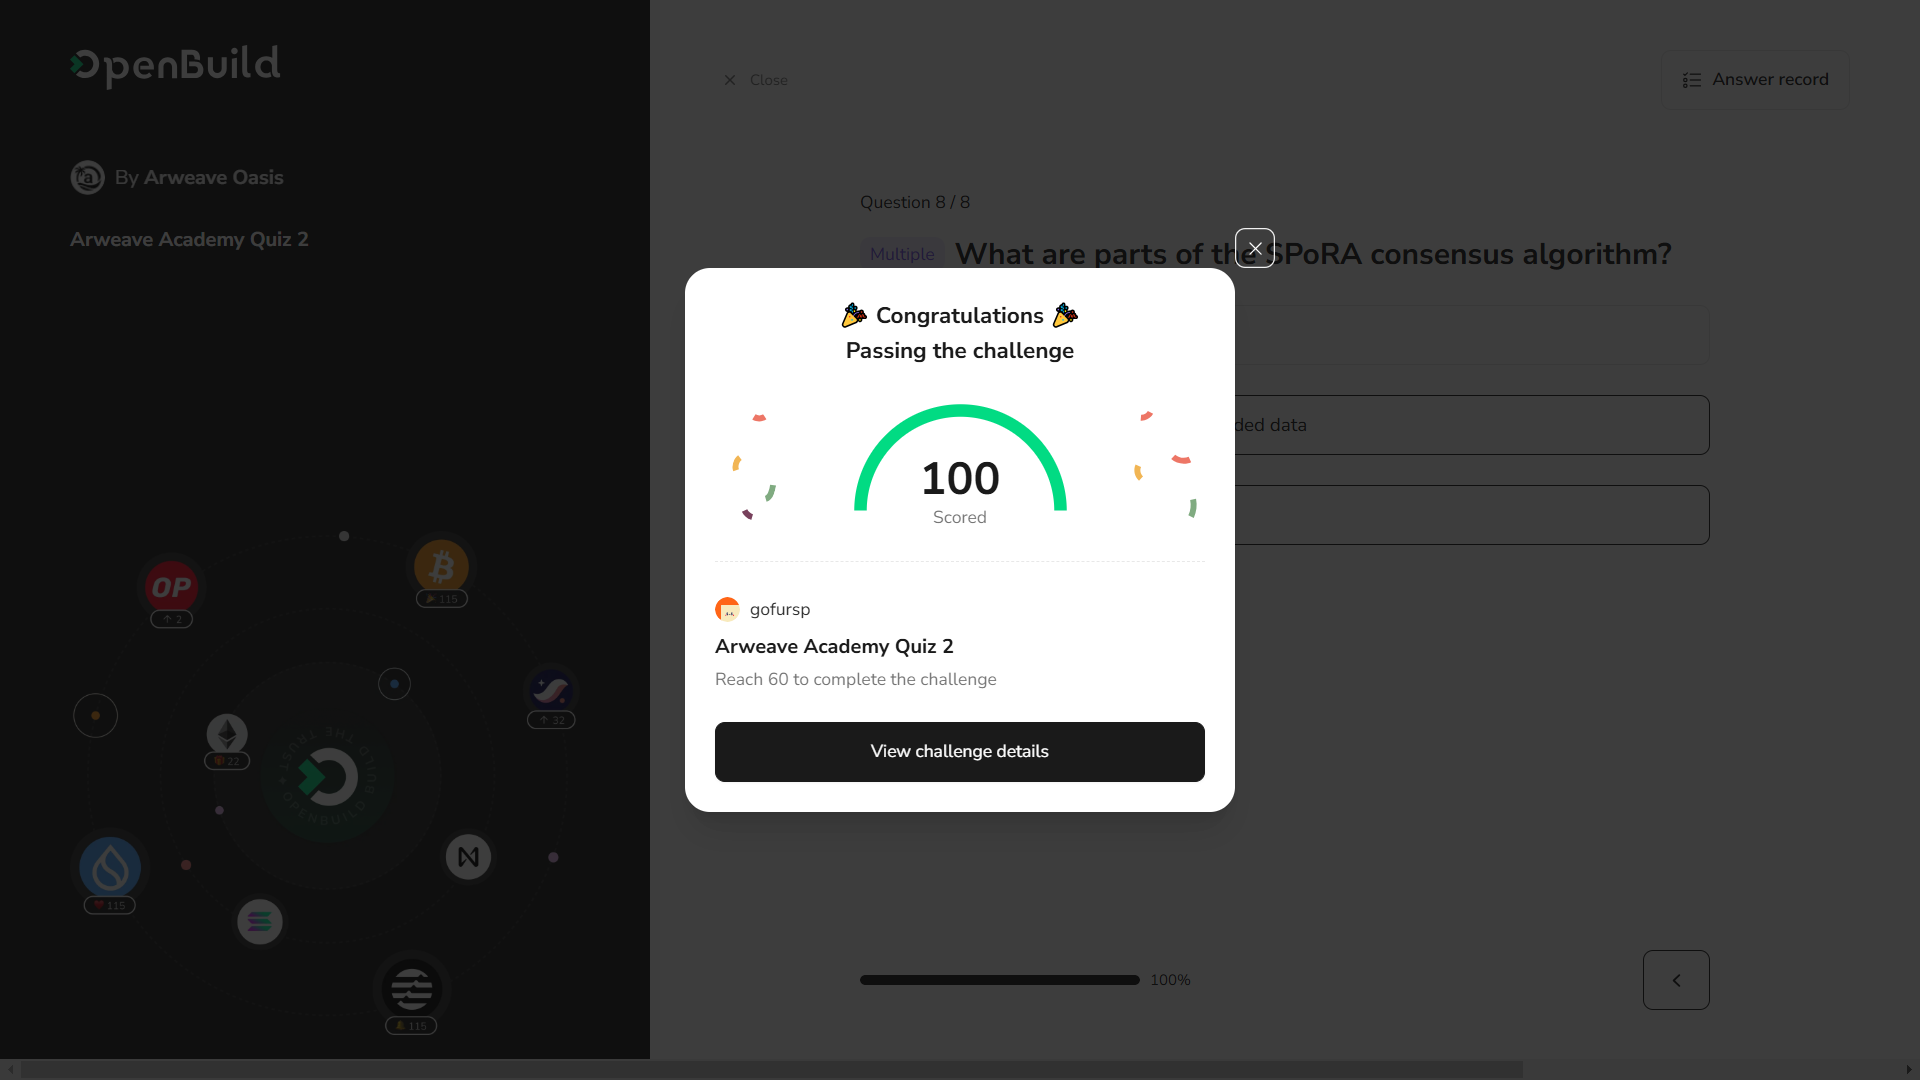 OpenBuild
By Arweave Oasis
Arweave Academy Quiz 2
OP
2
115
32
22
115
115
BUILD THE TRUST
OPENBUILD
Close
Answer record
Question 8 / 8
Multiple
What are parts of the SPoRA consensus algorithm?
ded data
Congratulations
Passing the challenge
100
Scored
gofursp
Arweave Academy Quiz 2
Reach 60 to complete the challenge
View challenge details
100%